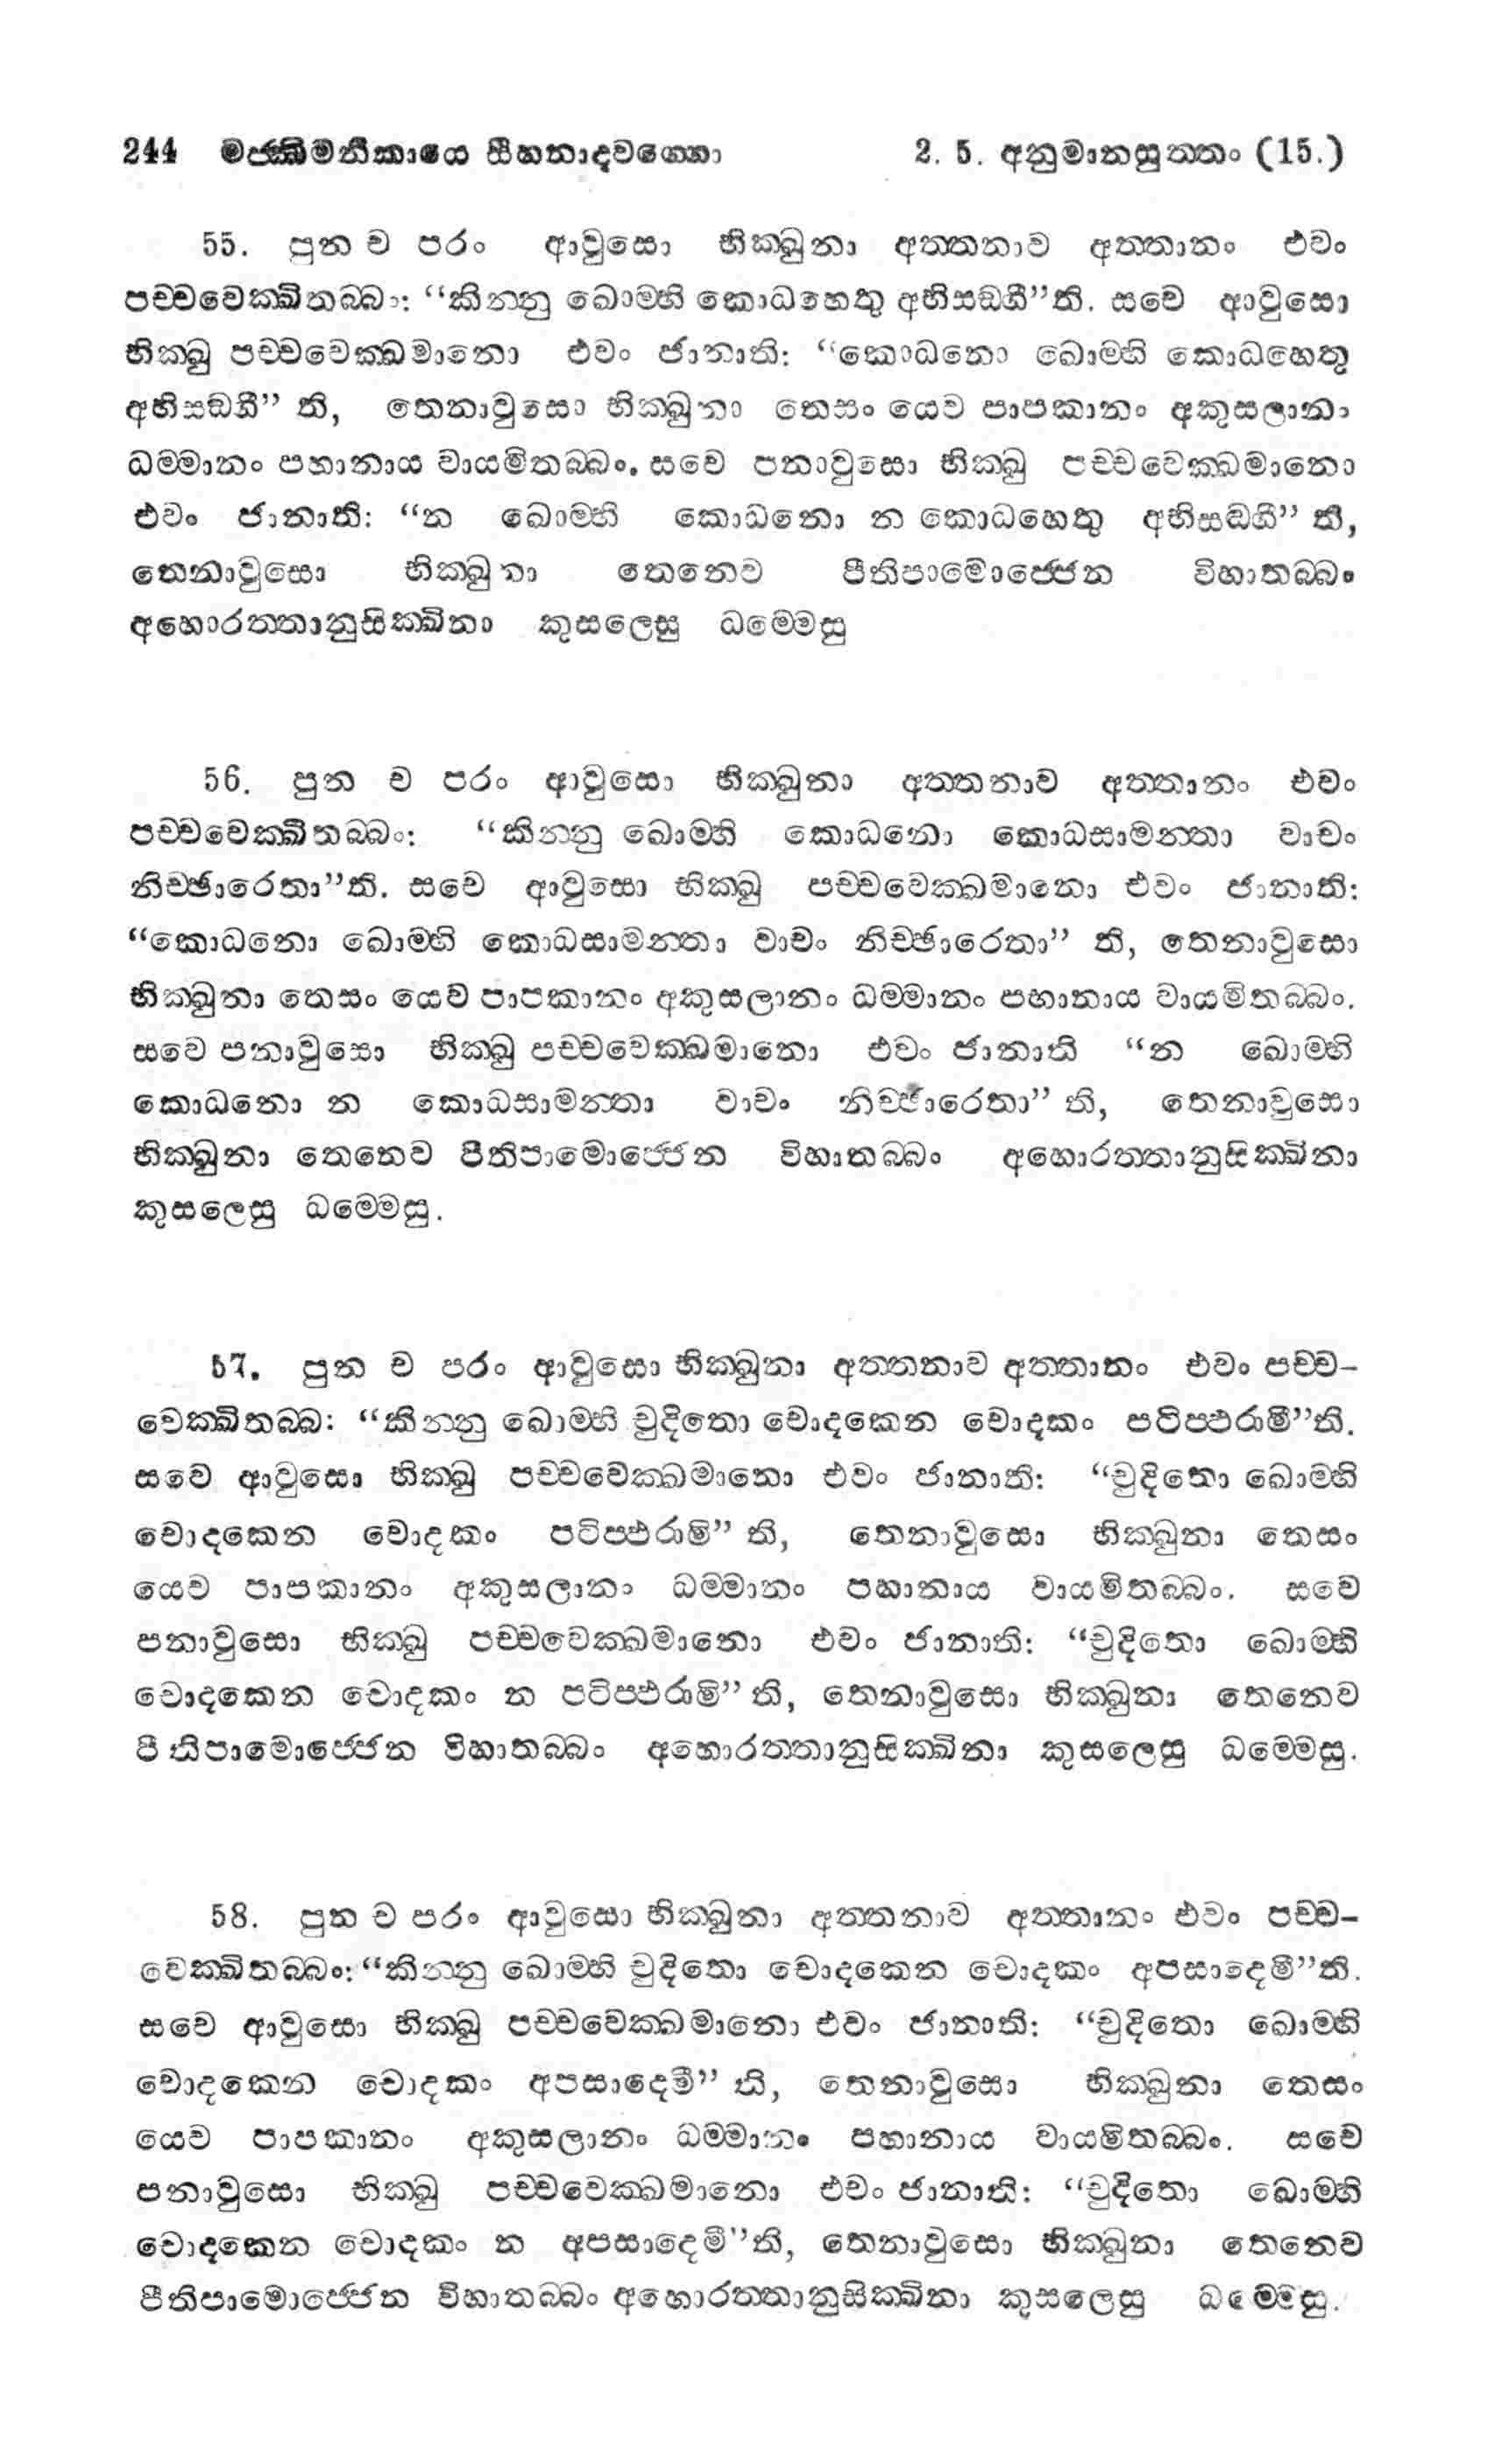 244 මජ්ඣිමනිකායෙ සීහනාදවග්ගො 2. 5. අනුමානසුත්තං (15.)
55. පුන ච පරං ආවුසො භික්ඛුනා අත්තනාව අත්තානං එවං
පච්චවෙක්ඛිතබ්බං: “කින්නු ඛොම්හි කොධහෙතු අභිසඞ්ගී”ති. සචෙ ආවුසො
භික්ඛු පච්චවෙක්ඛමානො එවං ජානාති: “කොධනො ඛොම්හි කොධහෙතු
අභිසඞ්ගී” ති, තෙනාවුසො භික්ඛුනා තෙසං යෙව පාපකානං අකුසලානං
ධම්මානං පහානාය වායමිතබ්බං. සචෙ පනාවුසො භික්ඛු පච්චවෙක්ඛමානො
එවං ජානාති: “න ඛොම්හි කොධනො න කොධහෙතු අභිසඞ්ගී” ති,
තෙනාවුසො භික්ඛුනා තෙනෙව පීතිපාමොජ්ජෙන විහාතබ්බං
අහොරත්තානුසික්ඛිනා කුසලෙසු ධම්මෙසු
56. පුන ච පරං ආවුසො භික්ඛුනා අත්තනාව අත්තානං එවං
පච්චවෙක්ඛිතබ්බං: “කින්නු ඛොම්හි කොධනො කොධසාමන්තා වාචං
නිච්ඡාරෙතා”ති. සචෙ ආවුසො භික්ඛු පච්චවෙක්ඛමානො එවං ජානාති:
“කොධනො ඛොම්හි කොධසාමන්තා වාචං නිච්ඡාරෙතා” ති, තෙනාවුසො
භික්ඛුනා තෙසං යෙව පාපකානං අකුසලානං ධම්මානං පහානාය වායමිතබ්බං.
සචෙ පනාවුසො භික්ඛු පච්චවෙක්ඛමානො එවං ජානාති “න ඛොම්හි
කොධනො න කොධසාමන්තා වාචං නිච්ඡාරෙතා” ති, තෙනාවුසො
භික්ඛුනා තෙනෙව පීතිපාමොජ්ජෙන විහාතබ්බං අහොරත්තානුසික්ඛිනා
කුසලෙසු ධම්මෙසු.
57. පුන ච පරං ආවුසො භික්ඛුනා අත්තනාව අත්තානං එවං පච්ච-
වෙක්ඛිතබ්බ: “කින්නු ඛොම්හි චුදිතො චොදකෙන චොදකං පටිප්ඵරාමී”ති.
සචෙ ආවුසො භික්ඛු පච්චවෙක්ඛමානො එවං ජානාති: “චුදිතො ඛොම්හි
චොදකෙන චොදකං පටිප්ඵරාමි” ති, තෙනාවුසො භික්ඛුනා තෙසං
යෙව පාපකානං අකුසලානං ධම්මානං පහානාය වායමිතබ්බං. සචෙ
පනාවුසො භික්ඛු පච්චවෙක්ඛමානො එවං ජානාති: “චුදිතො ඛොම්හි
චොදකෙන චොදකං න පටිප්ඵරාමි” ති, තෙනාවුසො භික්ඛුනා තෙනෙව
පීතිපාමොජ්ජෙන විහාතබ්බං අහොරත්තානුසික්ඛිනා කුසලෙසු ධම්මෙසු.
58. පුන ච පරං ආවුසො භික්ඛුනා අත්තනාව අත්තානං එවං පච්ච-
වෙක්ඛිතබ්බං: “කින්නු ඛොම්හි චුදිතො චොදකෙන චොදකං අපසාදෙමී”ති.
සචෙ ආවුසො භික්ඛු පච්චවෙක්ඛමානො එවං ජානාති: “චුදිතො ඛොම්හි
චොදකෙන චොදකං අපසාදෙමී” ති, තෙනාවුසො භික්ඛුනා තෙසං
යෙව පාපකානං අකුසලානං ධම්මානං පහානාය වායමිතබ්බං. සචෙ
පනාවුසො භික්ඛු පච්චවෙක්ඛමානො එවං ජානාති: “චුදිතො ඛොම්හි
චොදකෙන චොදකං න අපසාදෙමී”ති, තෙනාවුසො භික්ඛුනා තෙනෙව
පීතිපාමොජ්ජෙන විහාතබ්බං අහොරත්තානුසික්ඛිනා කුසලෙසු ධම්මෙසු.